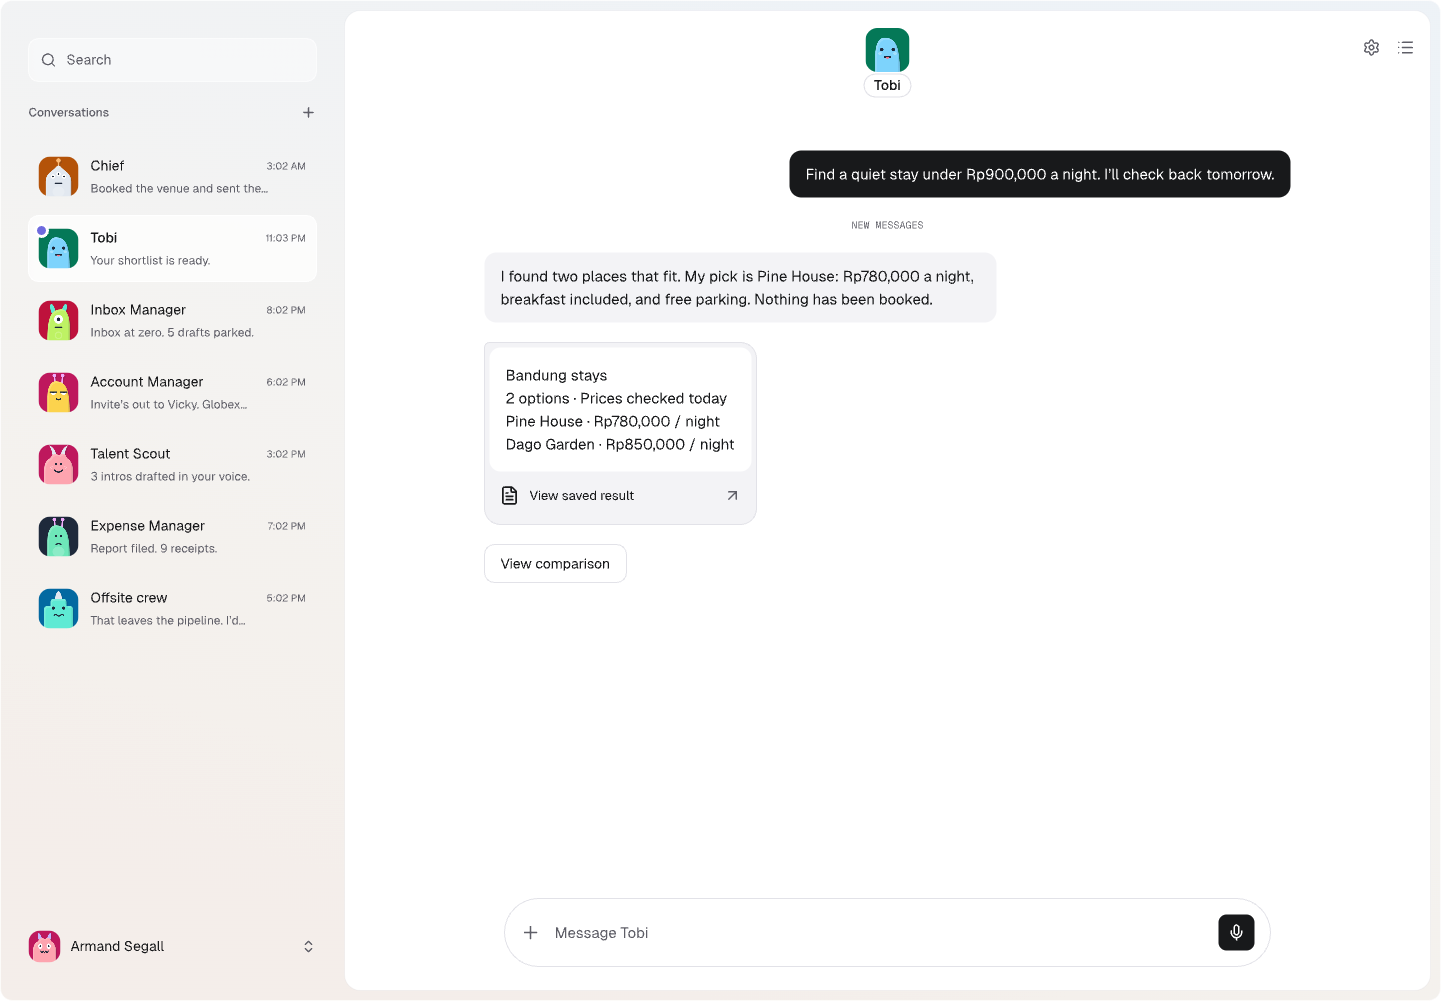 Search
Conversations
Chief
3:02 AM
Booked the venue and sent the...
Tobi
11:03 PM
Your shortlist is ready.
Inbox Manager
8:02 PM
Inbox at zero. 5 drafts parked.
Account Manager
6:02 PM
Invite's out to Vicky. Globex...
Talent Scout
3:02 PM
3 intros drafted in your voice.
Expense Manager
7:02 PM
Report filed. 9 receipts.
Offsite crew
5:02 PM
That leaves the pipeline. I'd...
Armand Segall
Tobi
Find a quiet stay under Rp900,000 a night. I'll check back tomorrow.
NEW MESSAGES
I found two places that fit. My pick is Pine House: Rp780,000 a night,
breakfast included, and free parking. Nothing has been booked.
Bandung stays
2 options · Prices checked today
Pine House · Rp780,000 / night
Dago Garden · Rp850,000 / night
View saved result
View comparison
Message Tobi